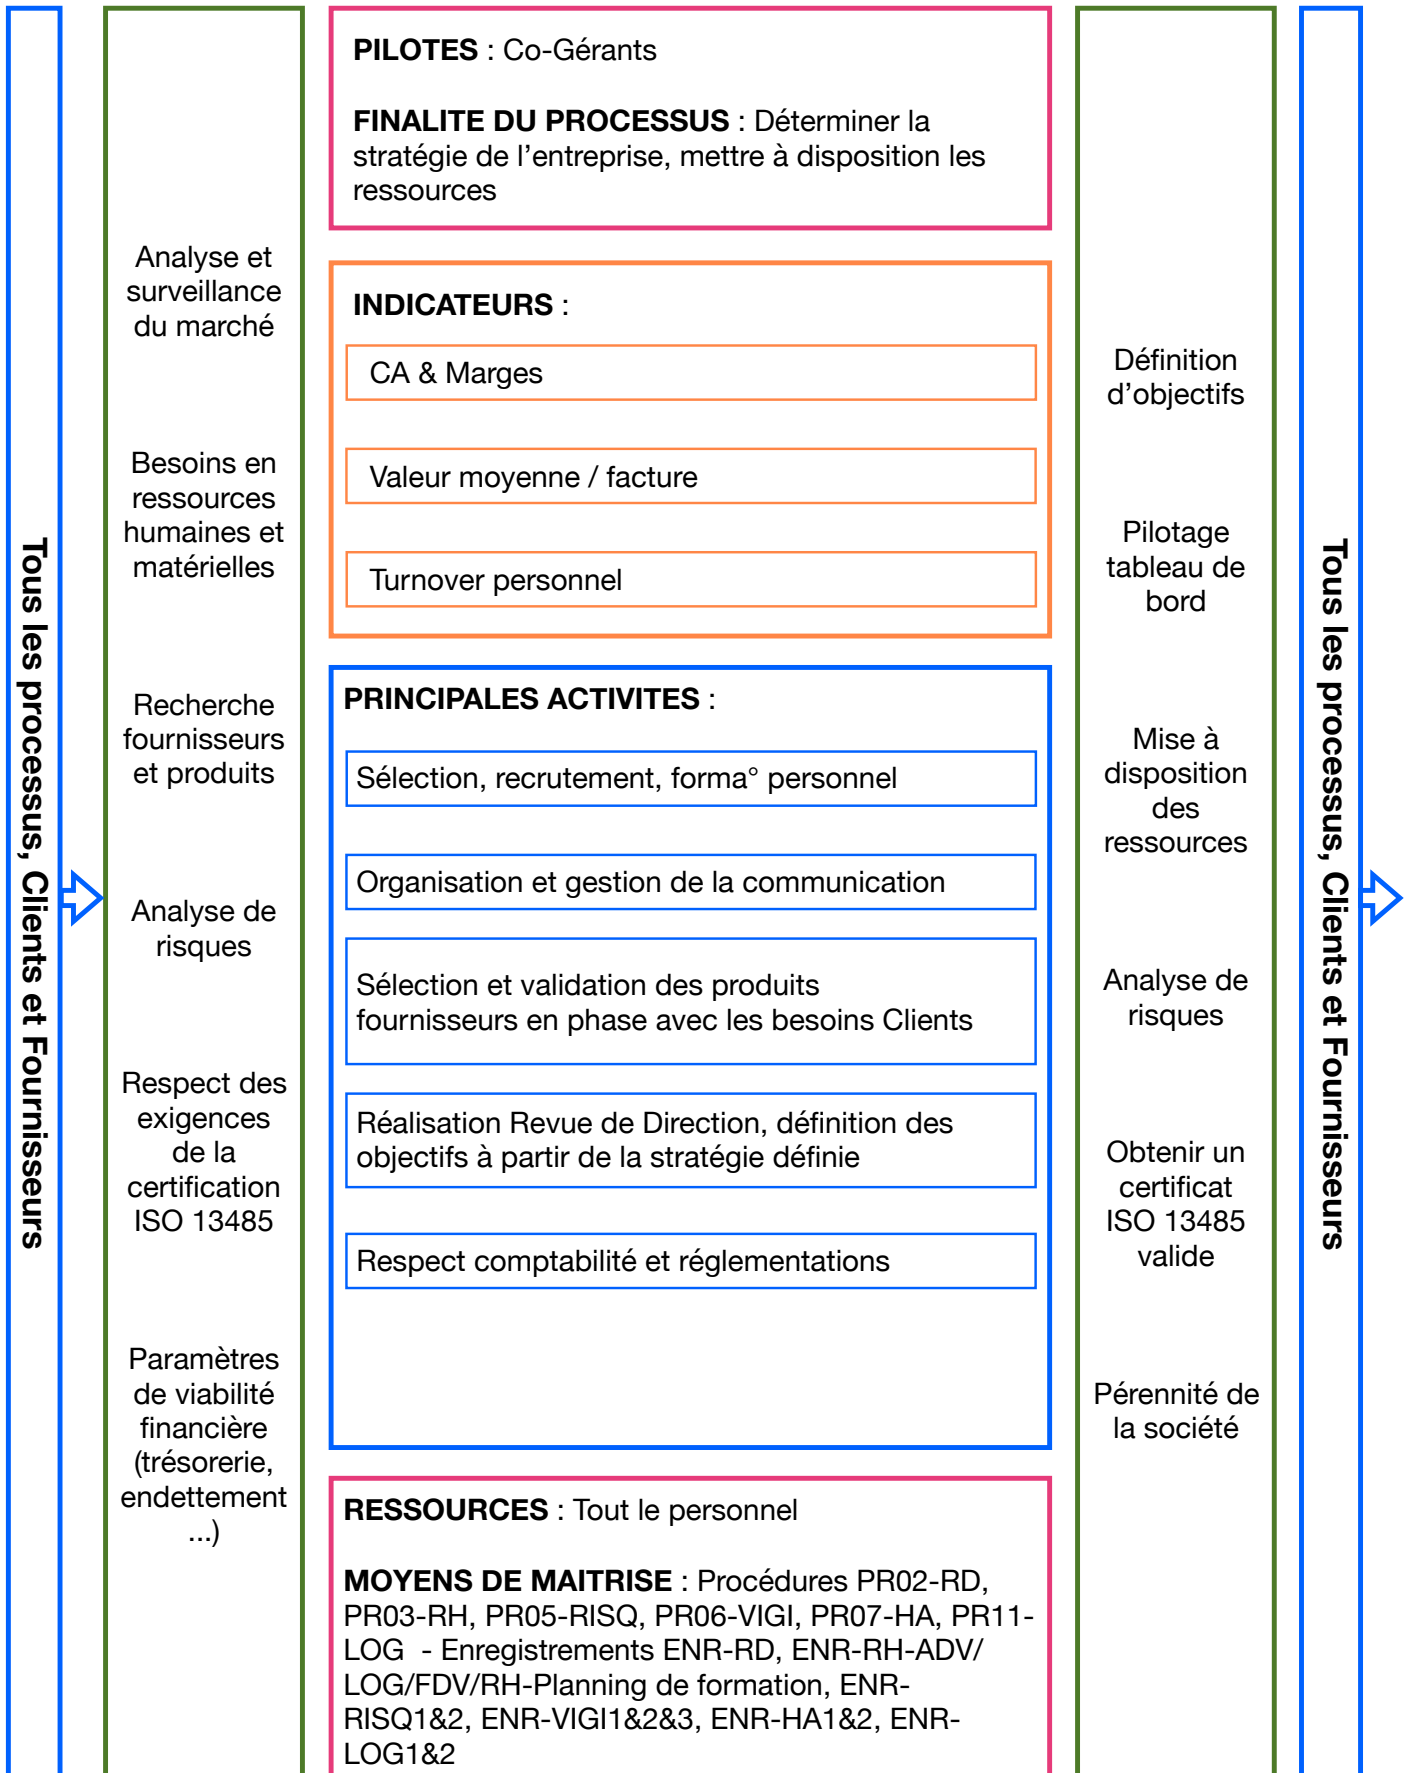 Tous les processus, Clients et Fournisseurs
Analyse et
surveillance
du marché
Besoins en
ressources
humaines et
matérielles
Recherche
fournisseurs
et produits
Analyse de
risques
Respect des
exigences
de la
certification
ISO 13485
Paramètres
de viabilité
financière
(trésorerie,
endettement
...)
PILOTES : Co-Gérants
FINALITE DU PROCESSUS : Déterminer la
stratégie de l’entreprise, mettre à disposition les
ressources
INDICATEURS :
CA & Marges
Valeur moyenne / facture
Turnover personnel
PRINCIPALES ACTIVITES :
Sélection, recrutement, forma° personnel
Organisation et gestion de la communication
Sélection et validation des produits
fournisseurs en phase avec les besoins Clients
Réalisation Revue de Direction, définition des
objectifs à partir de la stratégie définie
Respect comptabilité et réglementations
RESSOURCES : Tout le personnel
MOYENS DE MAITRISE : Procédures PR02-RD,
PR03-RH, PR05-RISQ, PR06-VIGI, PR07-HA, PR11-
LOG - Enregistrements ENR-RD, ENR-RH-ADV/
LOG/FDV/RH-Planning de formation, ENR-
RISQ1&2, ENR-VIGI1&2&3, ENR-HA1&2, ENR-
LOG1&2
Définition
d’objectifs
Pilotage
tableau de
bord
Mise à
disposition
des
ressources
Analyse de
risques
Obtenir un
certificat
ISO 13485
valide
Pérennité de
la société
Tous les processus, Clients et Fournisseurs